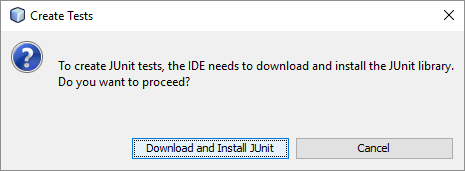 Create Tests
To create JUnit tests, the IDE needs to download and install the JUnit library.
Do you want to proceed?
Download and Install JUnit
Cancel